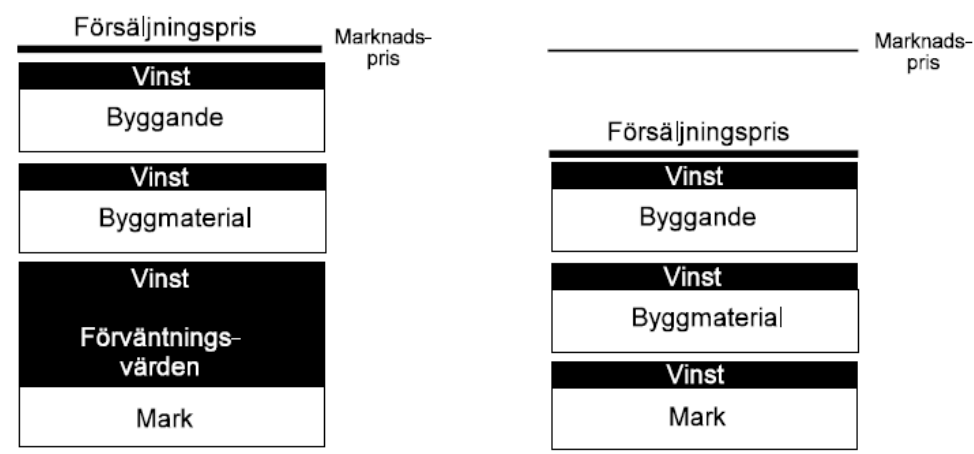 Försäljningspris
Marknads-
pris
Vinst
Byggande
Vinst
Byggmaterial
Vinst
Förväntnings-
värden
Mark
Marknads-
pris
Försäljningspris
Vinst
Byggande
Vinst
Byggmaterial
Vinst
Mark